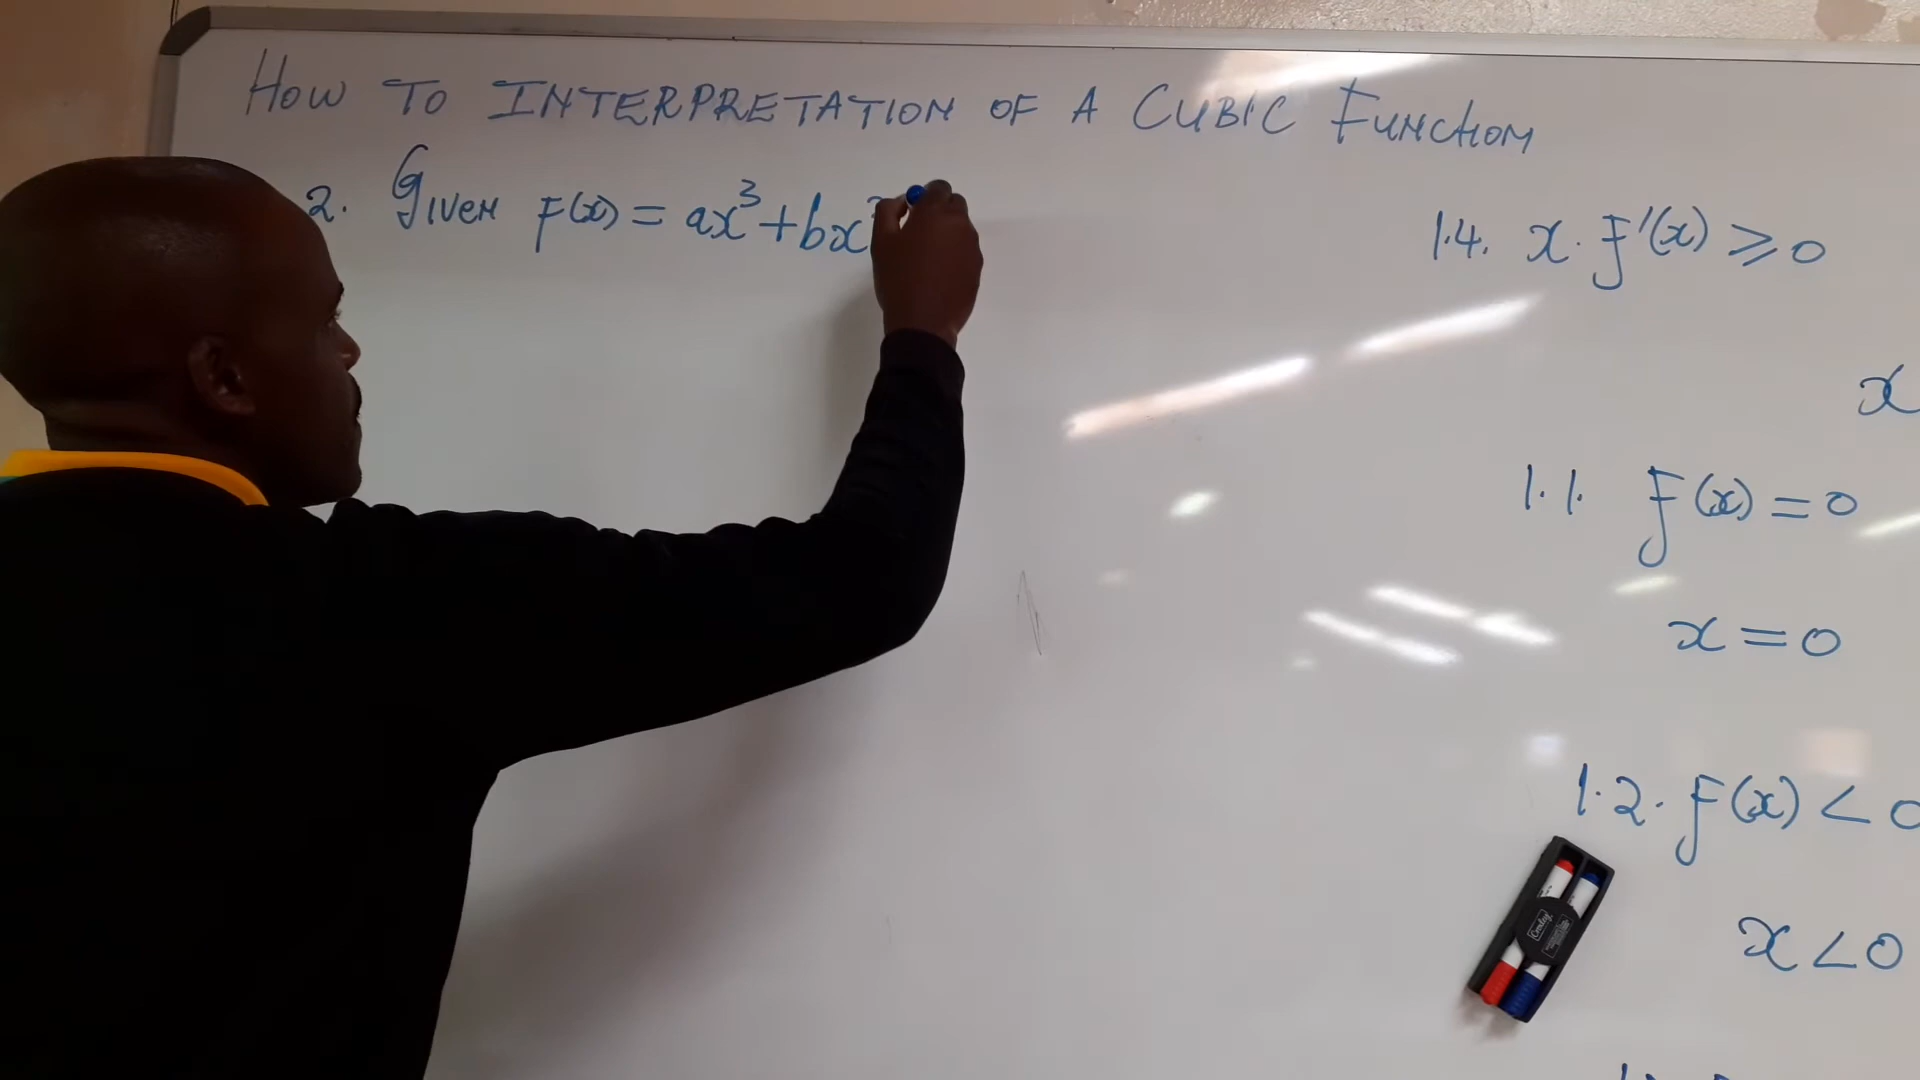 HOW TO INTERPRETATION OF A CUBIC FUNCTION
2. GIVEN F(x) = ax³ + bx²
1.4. x . F'(x) ⩾ 0
x
1.1. F(x) = 0
x = 0
1.2. F(x) < 0
x < 0